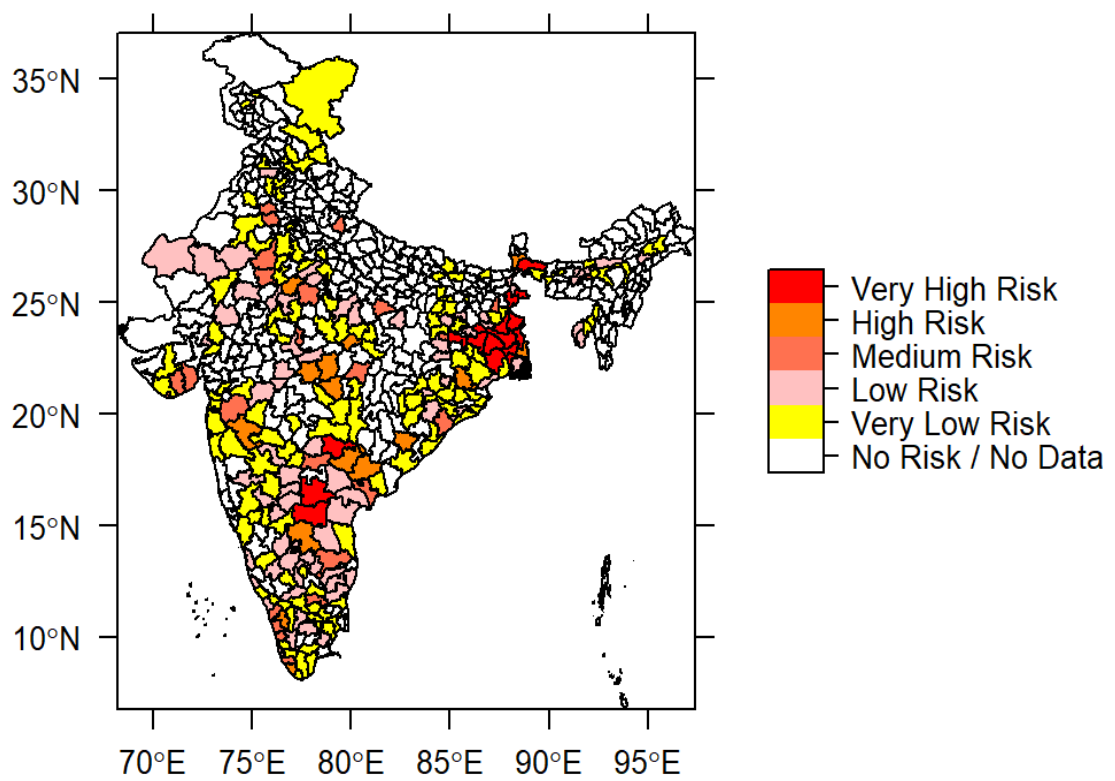 35°N
30°N
25°N
20°N
15°N
10°N
70°E 75°E 80°E 85°E 90°E 95°E
Very High Risk
High Risk
Medium Risk
Low Risk
Very Low Risk
No Risk / No Data